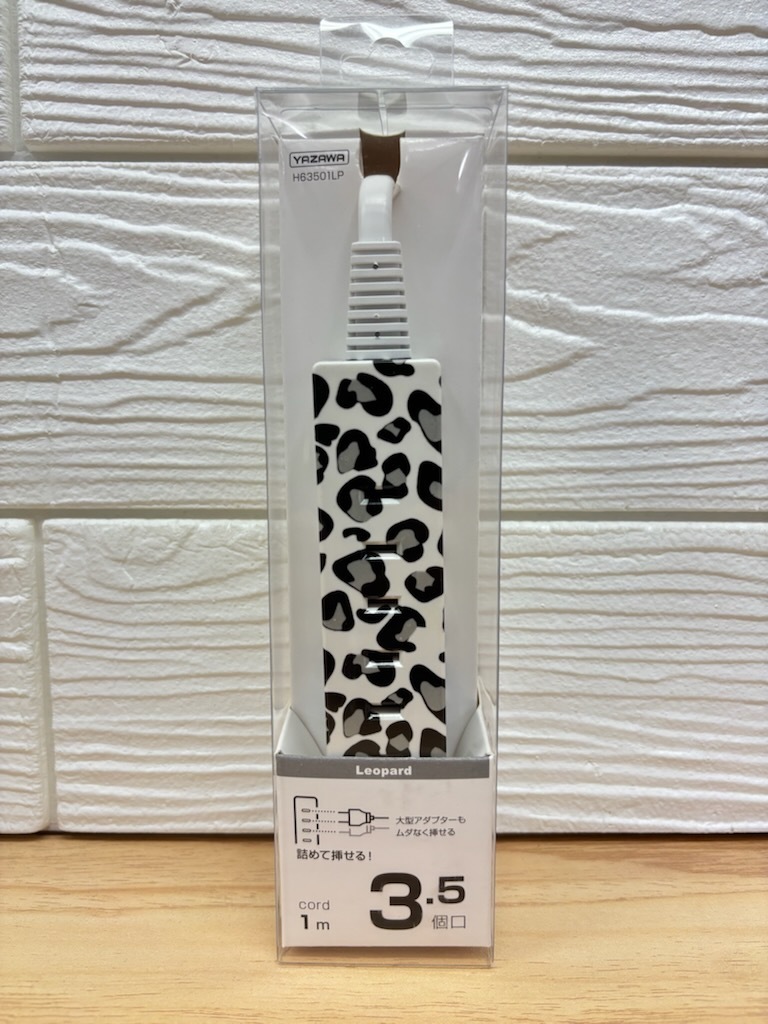 YAZAWA
H63501LP
Leopard
大型アダプターも
ムダなく挿せる
詰めて挿せる！
cord
1m
3.5
個口